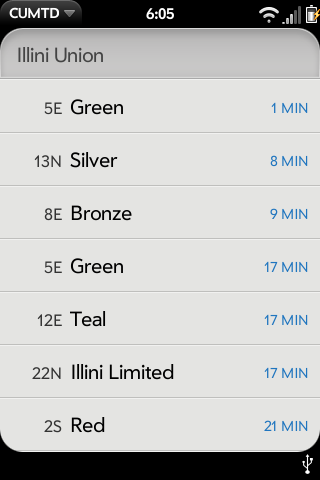 CUMTD 6:05
Illini Union
5E Green 1 MIN
13N Silver 8 MIN
8E Bronze 9 MIN
5E Green 17 MIN
12E Teal 17 MIN
22N Illini Limited 17 MIN
2S Red 21 MIN